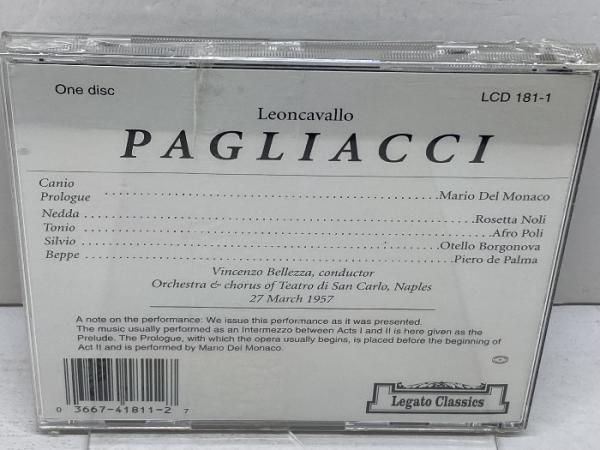 One disc
LCD 181-1
Leoncavallo
PAGLIACCI
Canio
Prologue ........ Mario Del Monaco
Nedda ........ Rosetta Noli
Tonio ........ Afro Poli
Silvio ........ Otello Borgonova
Beppe ........ Piero de Palma
Vincenzo Bellezza, conductor
Orchestra & chorus of Teatro di San Carlo, Naples
27 March 1957
A note on the performance: We issue this performance as it was presented.
The music usually performed as an Intermezzo between Acts I and II is here given as the
Prelude. The Prologue, with which the opera usually begins, is placed before the beginning of
Act II and is performed by Mario Del Monaco.
0 3667-41811-2 7
Legato Classics